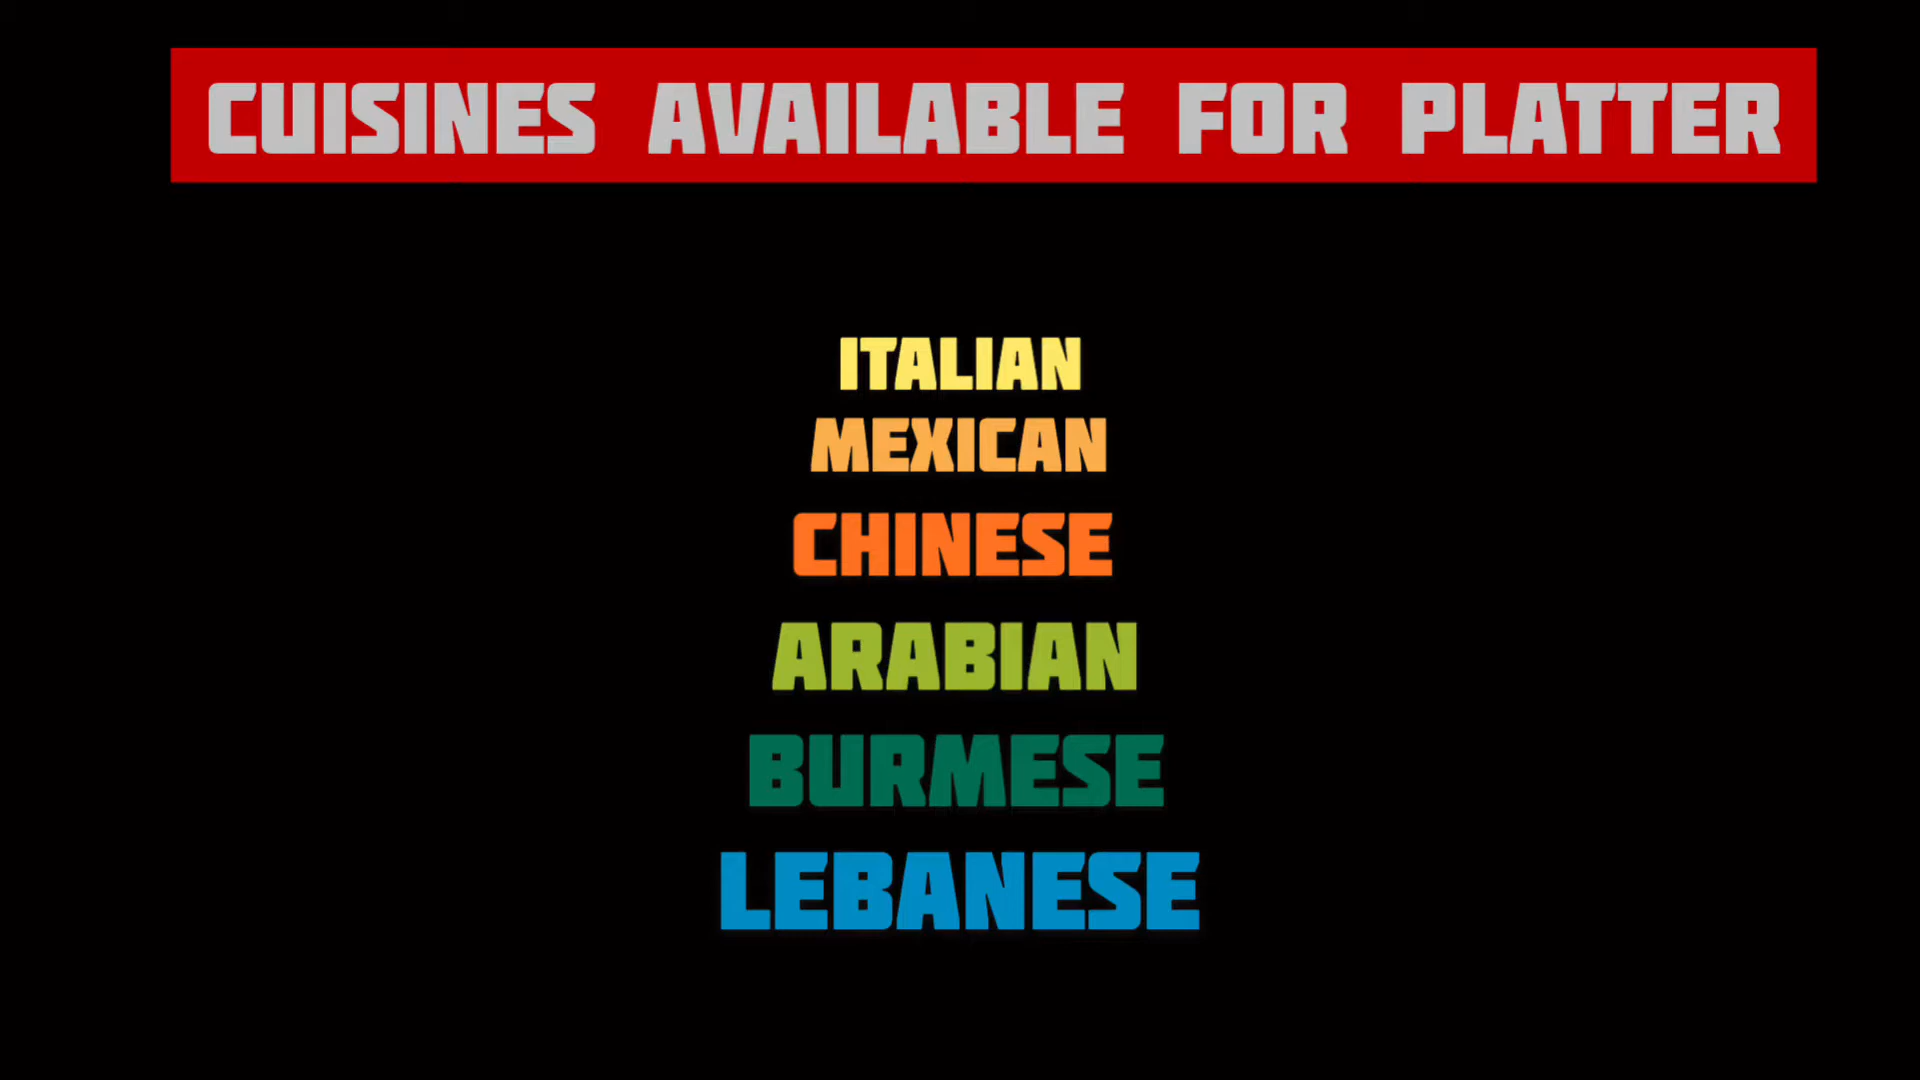 CUISINES AVAILABLE FOR PLATTER
ITALIAN
MEXICAN
CHINESE
ARABIAN
BURMESE
LEBANESE